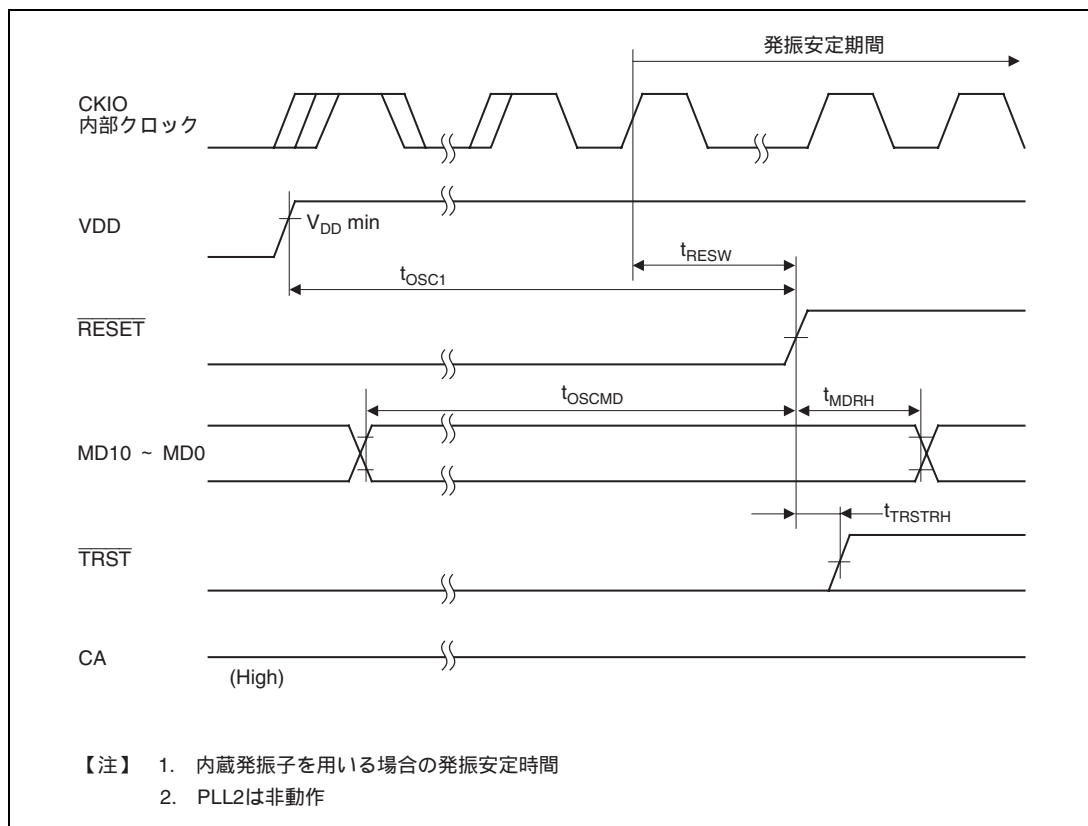 発振安定期間
CKIO
内部クロック
VDD
VDD min
tRESW
tOSC1
RESET
tOSCMD
tMDRH
MD10 ~ MD0
tTRSTRH
TRST
CA
(High)
【注】 1. 内蔵発振子を用いる場合の発振安定時間
2. PLL2は非動作